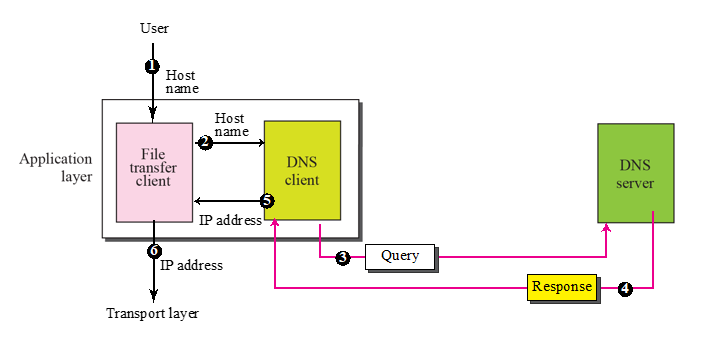 User
1
Host
name
Host
name
2
Application
layer
File
transfer
client
DNS
client
DNS
server
5
IP address
6
IP address
3
Query
Response
4
Transport layer